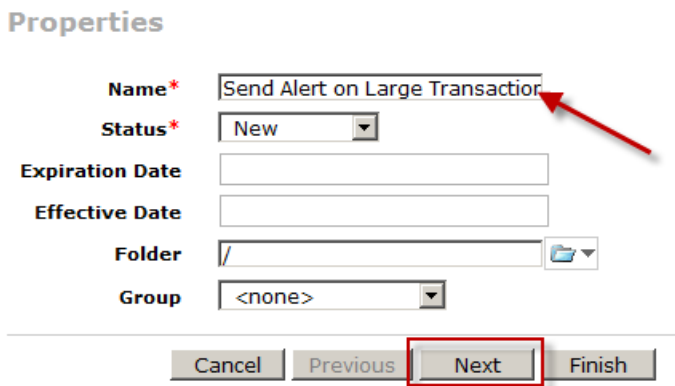 Properties
Name* Send Alert on Large Transaction
Status* New
Expiration Date
Effective Date
Folder /
Group <none>
Cancel Previous Next Finish